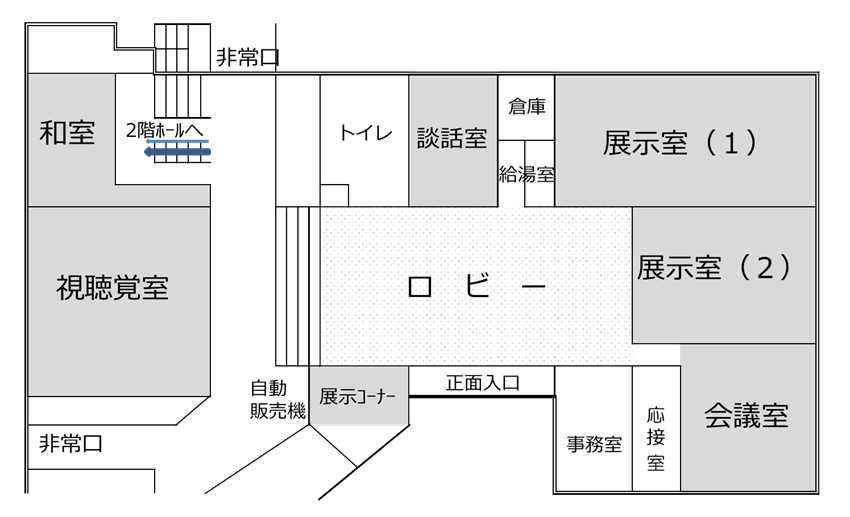 非常口
和室
2階ﾎｰﾙへ
トイレ
談話室
倉庫
給湯室
展示室（１）
視聴覚室
ロビー
展示室（２）
自動
販売機
展示ｺｰﾅｰ
正面入口
事務室
応接室
会議室
非常口